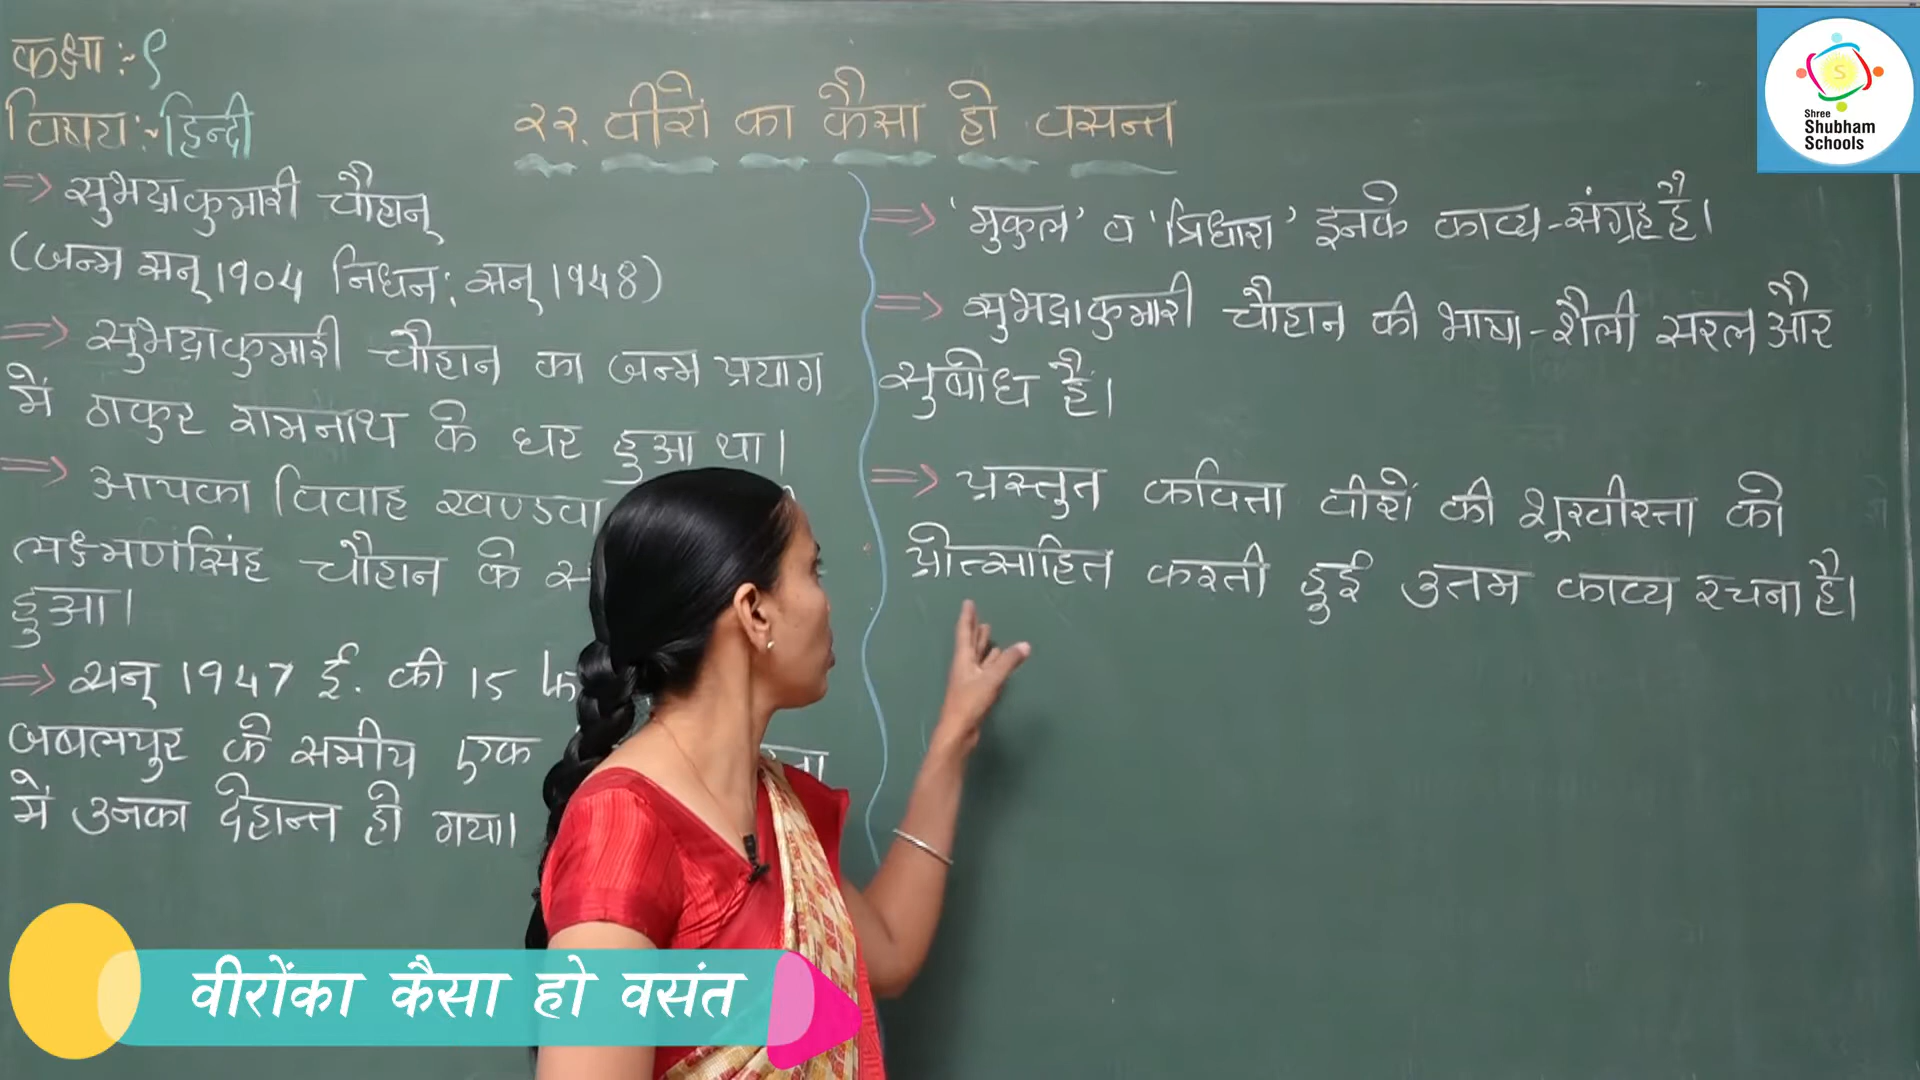 कक्षा :- ९
विषय :- हिन्दी
२२. वीरों का कैसा हो वसन्त
Shree
Shubham
Schools
=> सुभद्राकुमारी चौहान्
(जन्म सन् 1904 निधन: सन् 1948)
=> सुभद्राकुमारी चौहान का जन्म प्रयाग
में ठाकुर रामनाथ के घर हुआ था।
=> आपका विवाह खण्डवा
लक्ष्मणसिंह चौहान के
हुआ।
=> सन् 1947 ई. की 15
जबलपुर के समीप एक
में उनका देहान्त हो गया।
=> 'मुकुल' व 'त्रिधारा' इनके काव्य-संग्रह है।
=> सुभद्राकुमारी चौहान की भाषा-शैली सरल और
सुबोध हैं।
=> प्रस्तुत कविता वीरों की शूरवीरता को
प्रोत्साहित करती हुई उत्तम काव्य रचना है।
वीरोंका कैसा हो वसंत